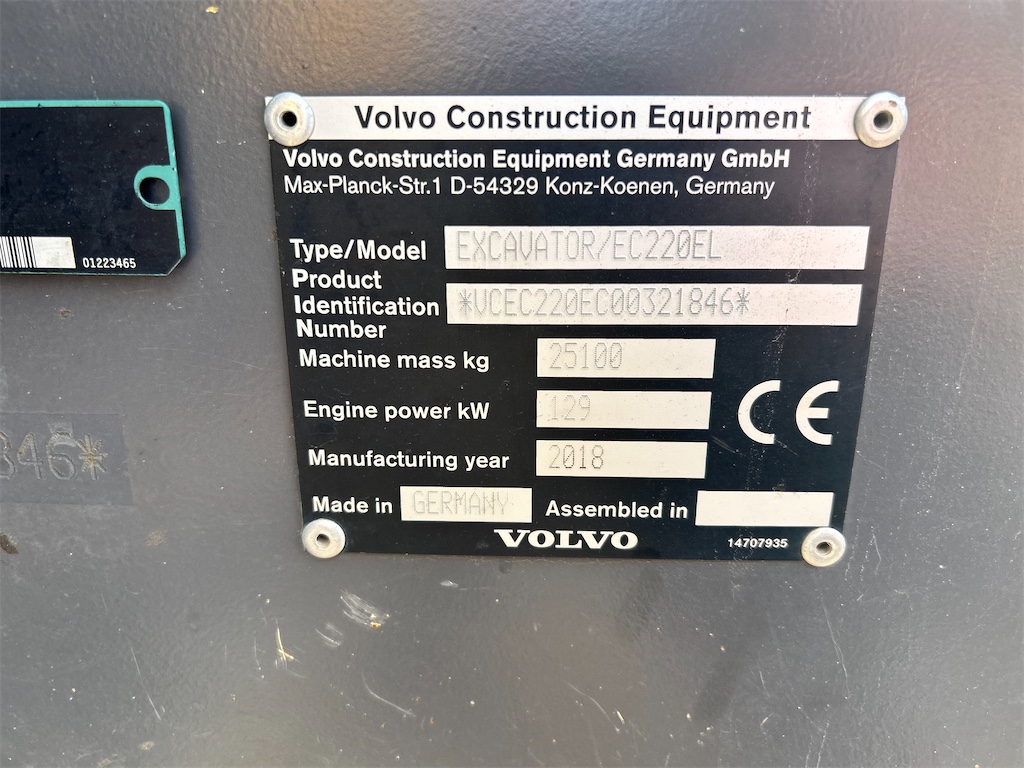 Volvo Construction Equipment
Volvo Construction Equipment Germany GmbH
Max-Planck-Str.1 D-54329 Konz-Koenen, Germany
Type/Model EXCAVATOR/EC220EL
Product
Identification *VCEC220EC00321846*
Number
Machine mass kg 25100
Engine power kW 129
CE
Manufacturing year 2018
Made in GERMANY Assembled in
VOLVO 14707935
01223465
846*